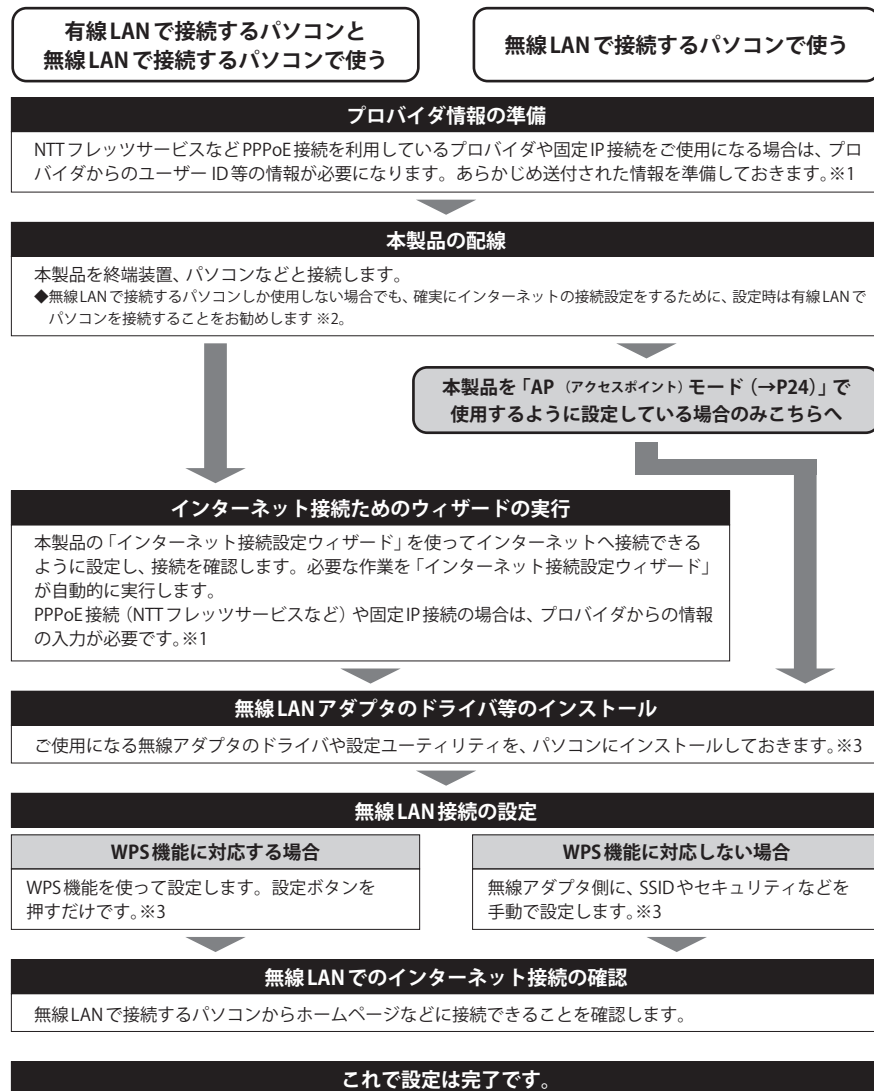 有線LANで接続するパソコンと
無線LANで接続するパソコンで使う
無線LANで接続するパソコンで使う
プロバイダ情報の準備
NTTフレッツサービスなどPPPoE接続を利用しているプロバイダや固定IP接続をご使用になる場合は、プロ
バイダからのユーザーID等の情報が必要になります。あらかじめ送付された情報を準備しておきます。※1
本製品の配線
本製品を終端装置、パソコンなどと接続します。
◆無線LANで接続するパソコンしか使用しない場合でも、確実にインターネットの接続設定をするために、設定時は有線LANで
パソコンを接続することをお勧めします ※2。
本製品を「AP（アクセスポイント）モード（→P24）」で
使用するように設定している場合のみこちらへ
インターネット接続ためのウィザードの実行
本製品の「インターネット接続設定ウィザード」を使ってインターネットへ接続できる
ように設定し、接続を確認します。必要な作業を「インターネット接続設定ウィザード」
が自動的に実行します。
PPPoE接続（NTTフレッツサービスなど）や固定IP接続の場合は、プロバイダからの情報
の入力が必要です。※1
無線LANアダプタのドライバ等のインストール
ご使用になる無線アダプタのドライバや設定ユーティリティを、パソコンにインストールしておきます。※3
無線LAN接続の設定
WPS機能に対応する場合
WPS機能を使って設定します。設定ボタンを
押すだけです。※3
WPS機能に対応しない場合
無線アダプタ側に、SSIDやセキュリティなどを
手動で設定します。※3
無線LANでのインターネット接続の確認
無線LANで接続するパソコンからホームページなどに接続できることを確認します。
これで設定は完了です。